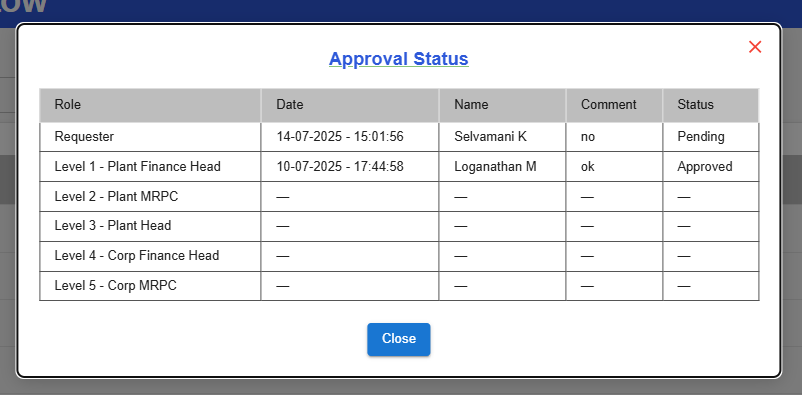 Approval Status
Role Date Name Comment Status
Requester 14-07-2025 - 15:01:56 Selvamani K no Pending
Level 1 - Plant Finance Head 10-07-2025 - 17:44:58 Loganathan M ok Approved
Level 2 - Plant MRPC — — — —
Level 3 - Plant Head — — — —
Level 4 - Corp Finance Head — — — —
Level 5 - Corp MRPC — — — —
Close